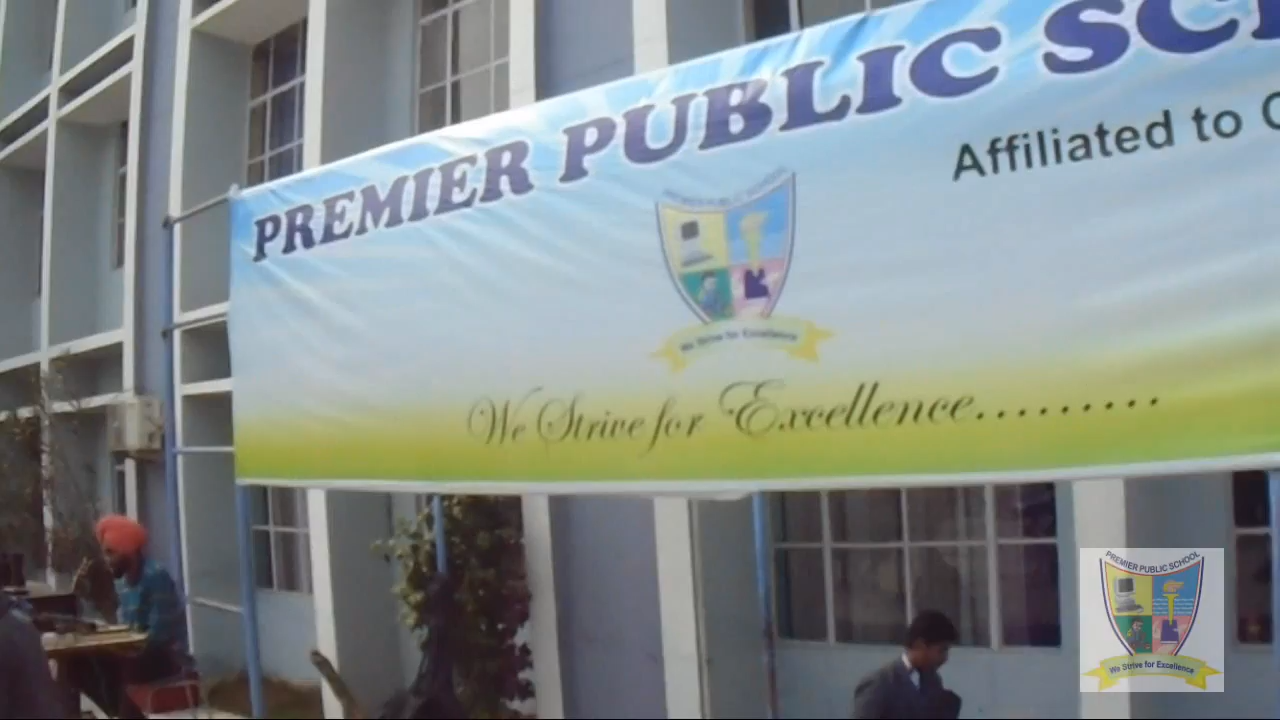 PREMIER PUBLIC SC
Affiliated to C
We Strive for Excellence
We Strive for Excellence.........
PREMIER PUBLIC SCHOOL
We Strive for Excellence